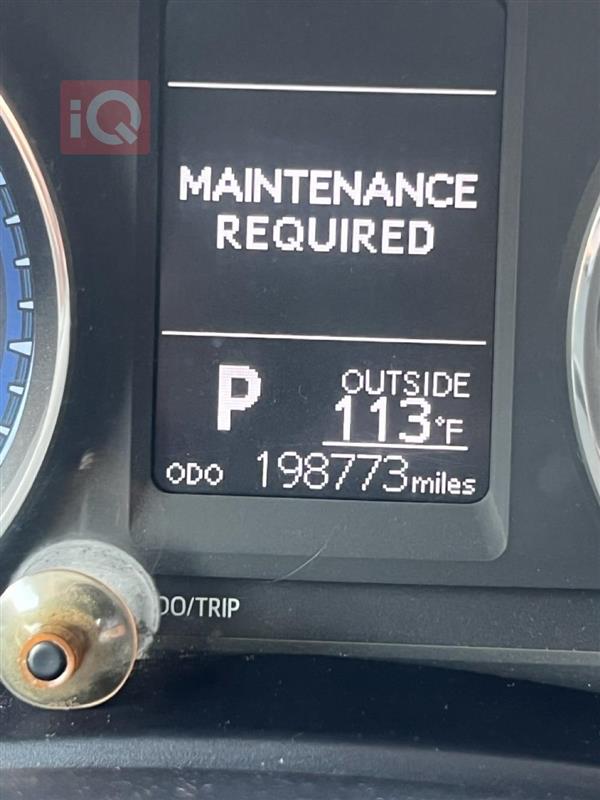 iQ
MAINTENANCE
REQUIRED
P
OUTSIDE
113°F
ODO 198773 miles
DO/TRIP